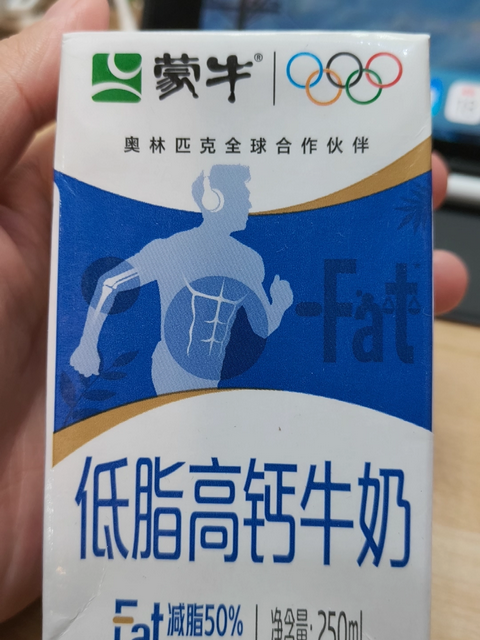 蒙牛®
奥林匹克全球合作伙伴
-Fat
低脂高钙牛奶
Fat 减脂50% | 净含量: 250ml